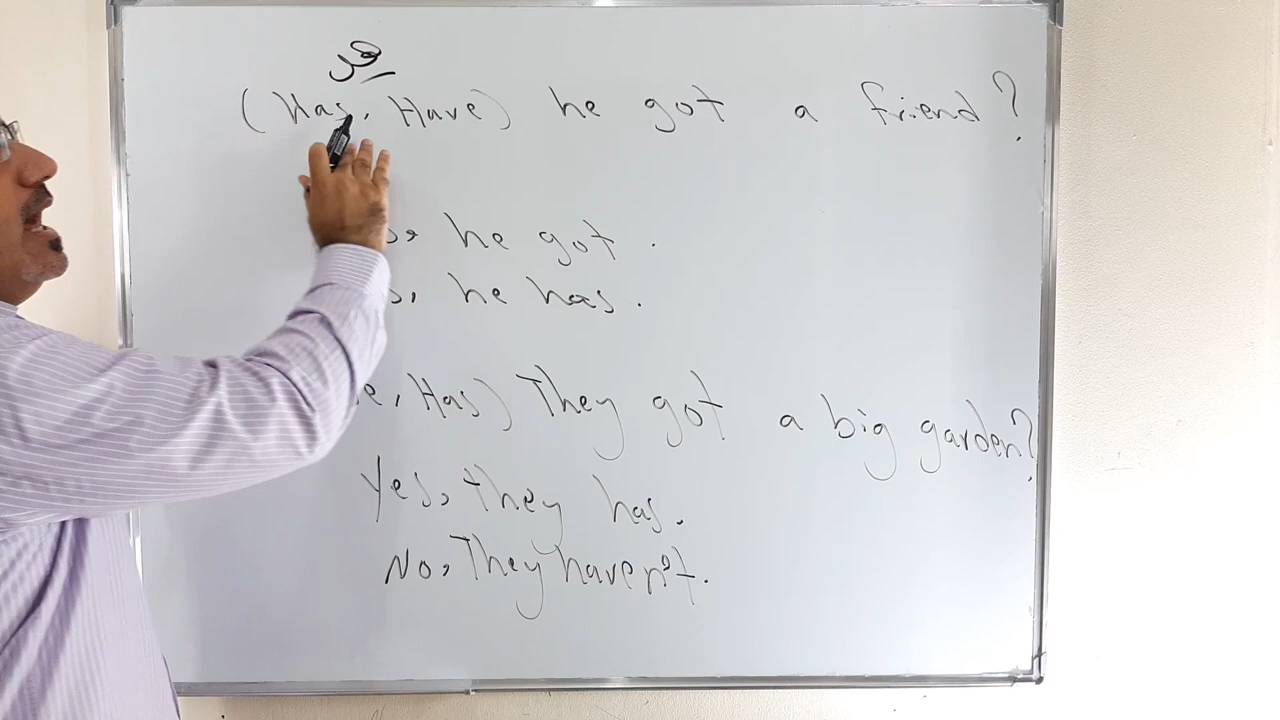 هل
(Has, Have) he got a friend?
he got.
he has.
Has) They got a big garden?
Yes, They has.
No, They haven't.